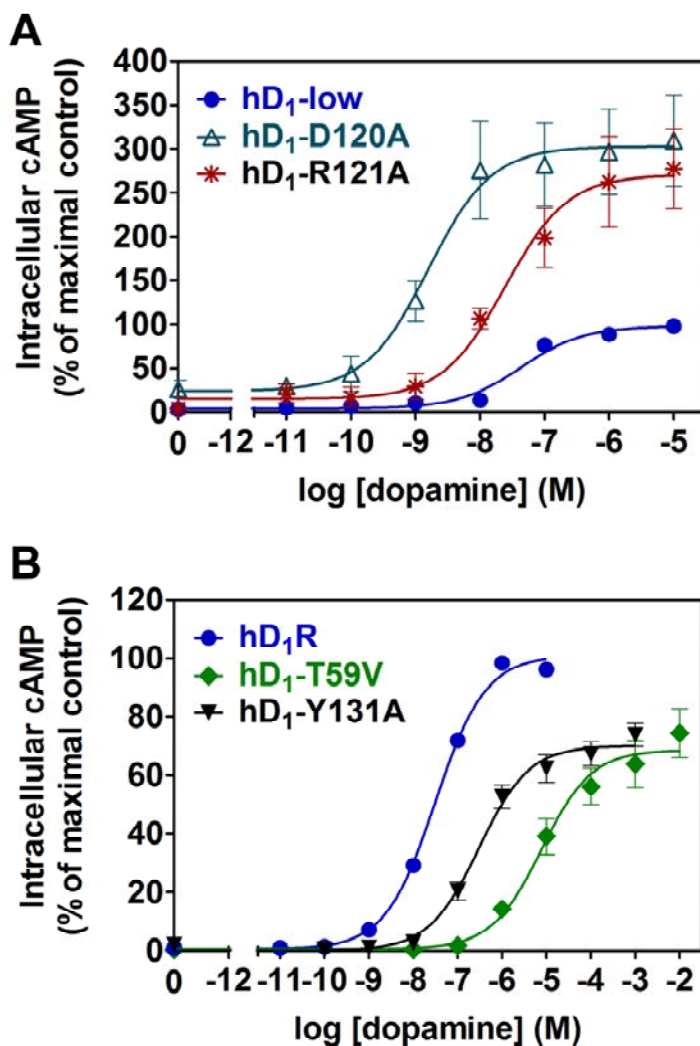 A
Intracellular cAMP
(% of maximal control)
400
350
300
250
200
150
100
50
0
hD₁-low
hD₁-D120A
hD₁-R121A
0 -12 -11 -10 -9 -8 -7 -6 -5
log [dopamine] (M)
B
Intracellular cAMP
(% of maximal control)
120
100
80
60
40
20
0
hD₁R
hD₁-T59V
hD₁-Y131A
0 -12 -11 -10 -9 -8 -7 -6 -5 -4 -3 -2
log [dopamine] (M)